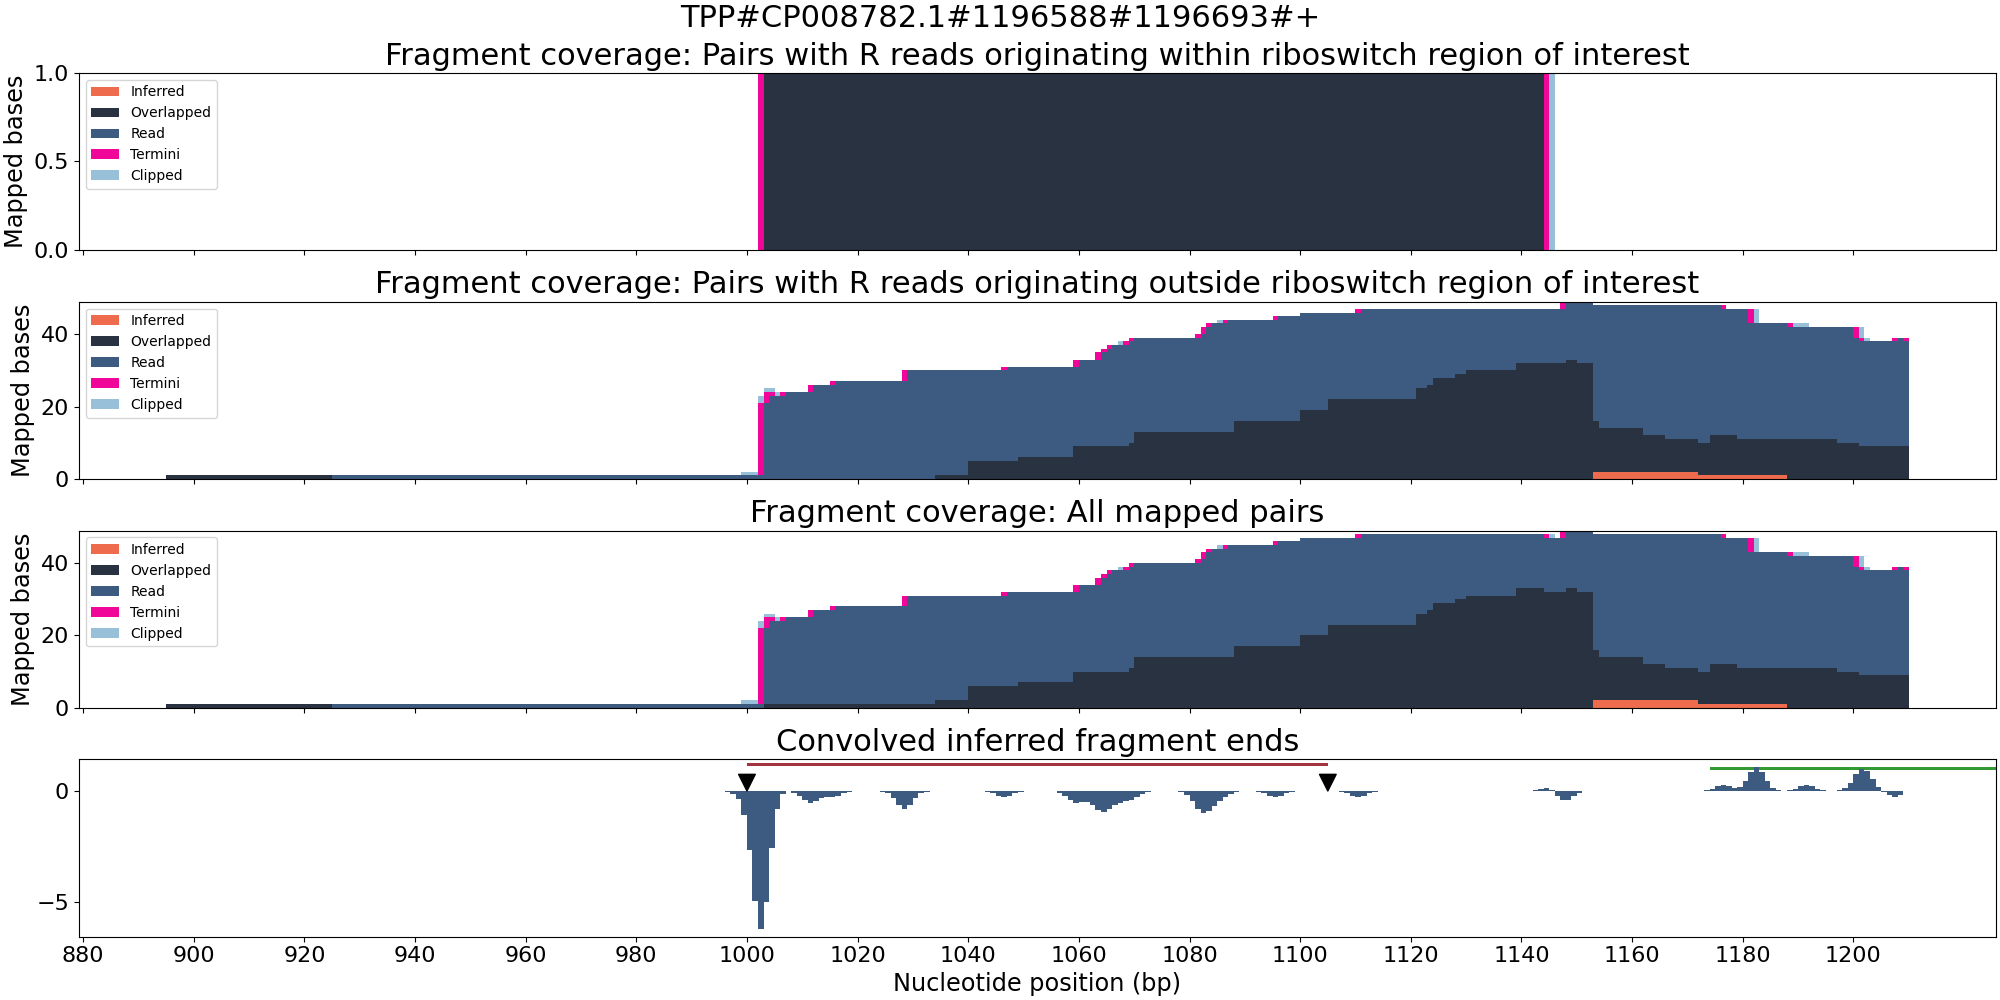 TPP#CP008782.1#1196588#1196693#+
Fragment coverage: Pairs with R reads originating within riboswitch region of interest
Mapped bases
1.0
0.5
0.0
Inferred
Overlapped
Read
Termini
Clipped
Fragment coverage: Pairs with R reads originating outside riboswitch region of interest
Mapped bases
40
20
0
Inferred
Overlapped
Read
Termini
Clipped
Fragment coverage: All mapped pairs
Mapped bases
40
20
0
Inferred
Overlapped
Read
Termini
Clipped
Convolved inferred fragment ends
0
−5
880 900 920 940 960 980 1000 1020 1040 1060 1080 1100 1120 1140 1160 1180 1200
Nucleotide position (bp)